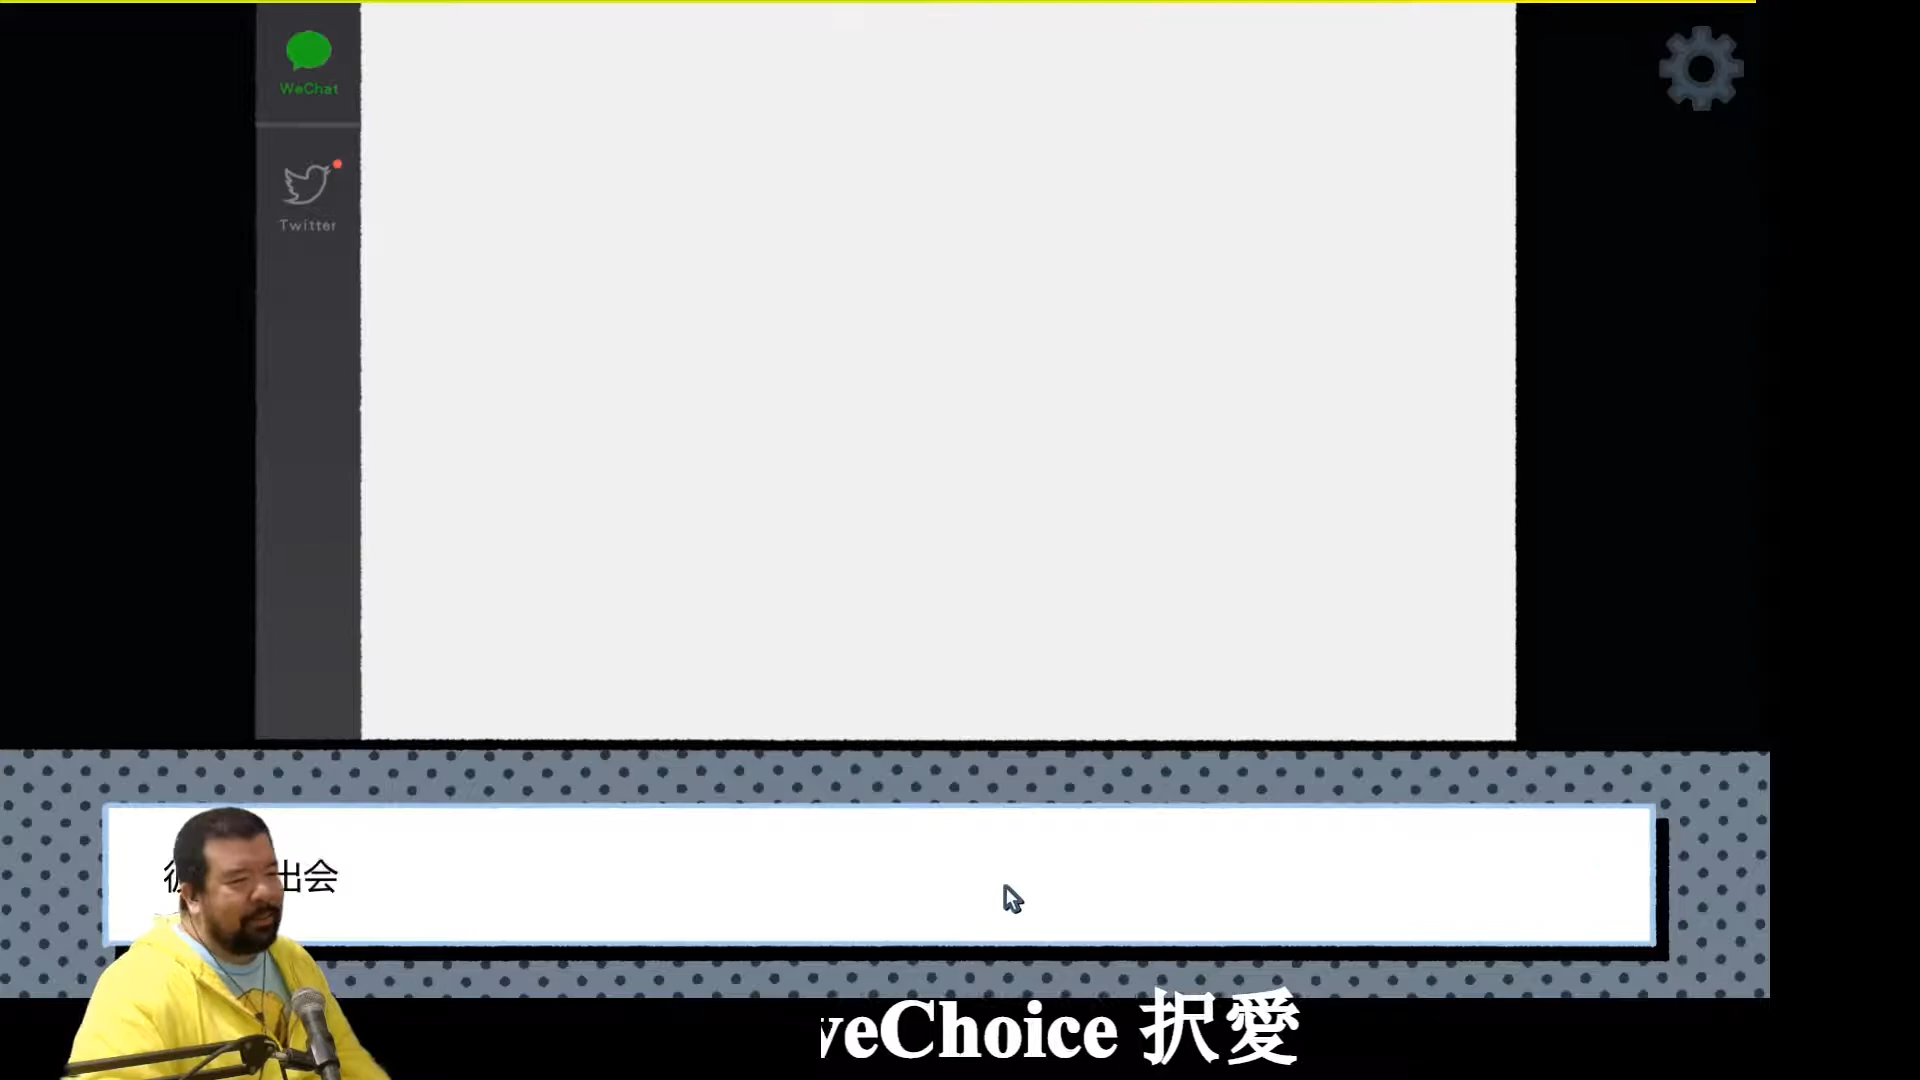 WeChat
Twitter
出会
veChoice 択愛